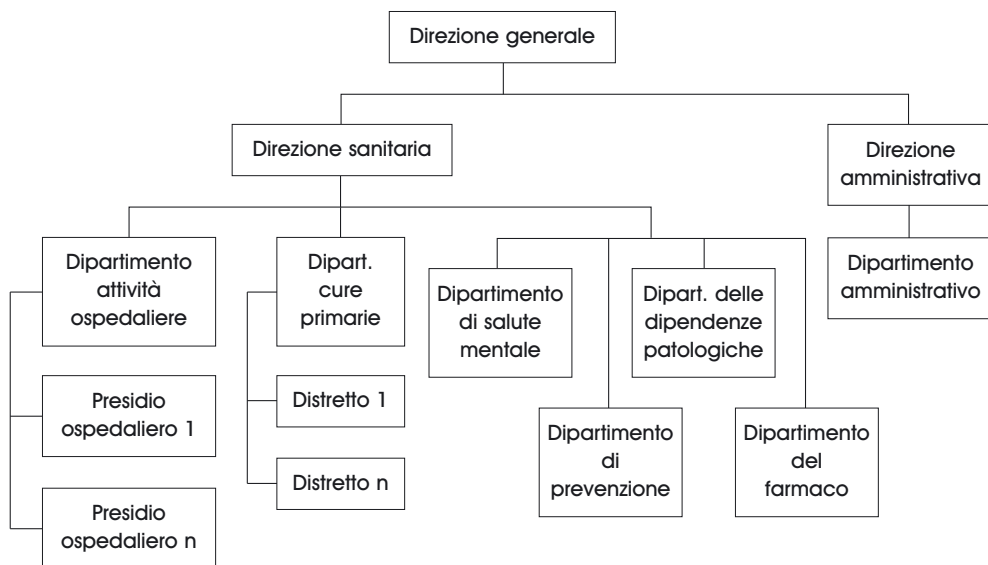 Direzione generale
Direzione sanitaria
Direzione
amministrativa
Dipartimento
attività
ospedaliere
Dipart.
cure
primarie
Dipartimento
di salute
mentale
Dipart. delle
dipendenze
patologiche
Dipartimento
amministrativo
Presidio
ospedaliero 1
Distretto 1
Dipartimento
di
prevenzione
Dipartimento
del
farmaco
Distretto n
Presidio
ospedaliero n